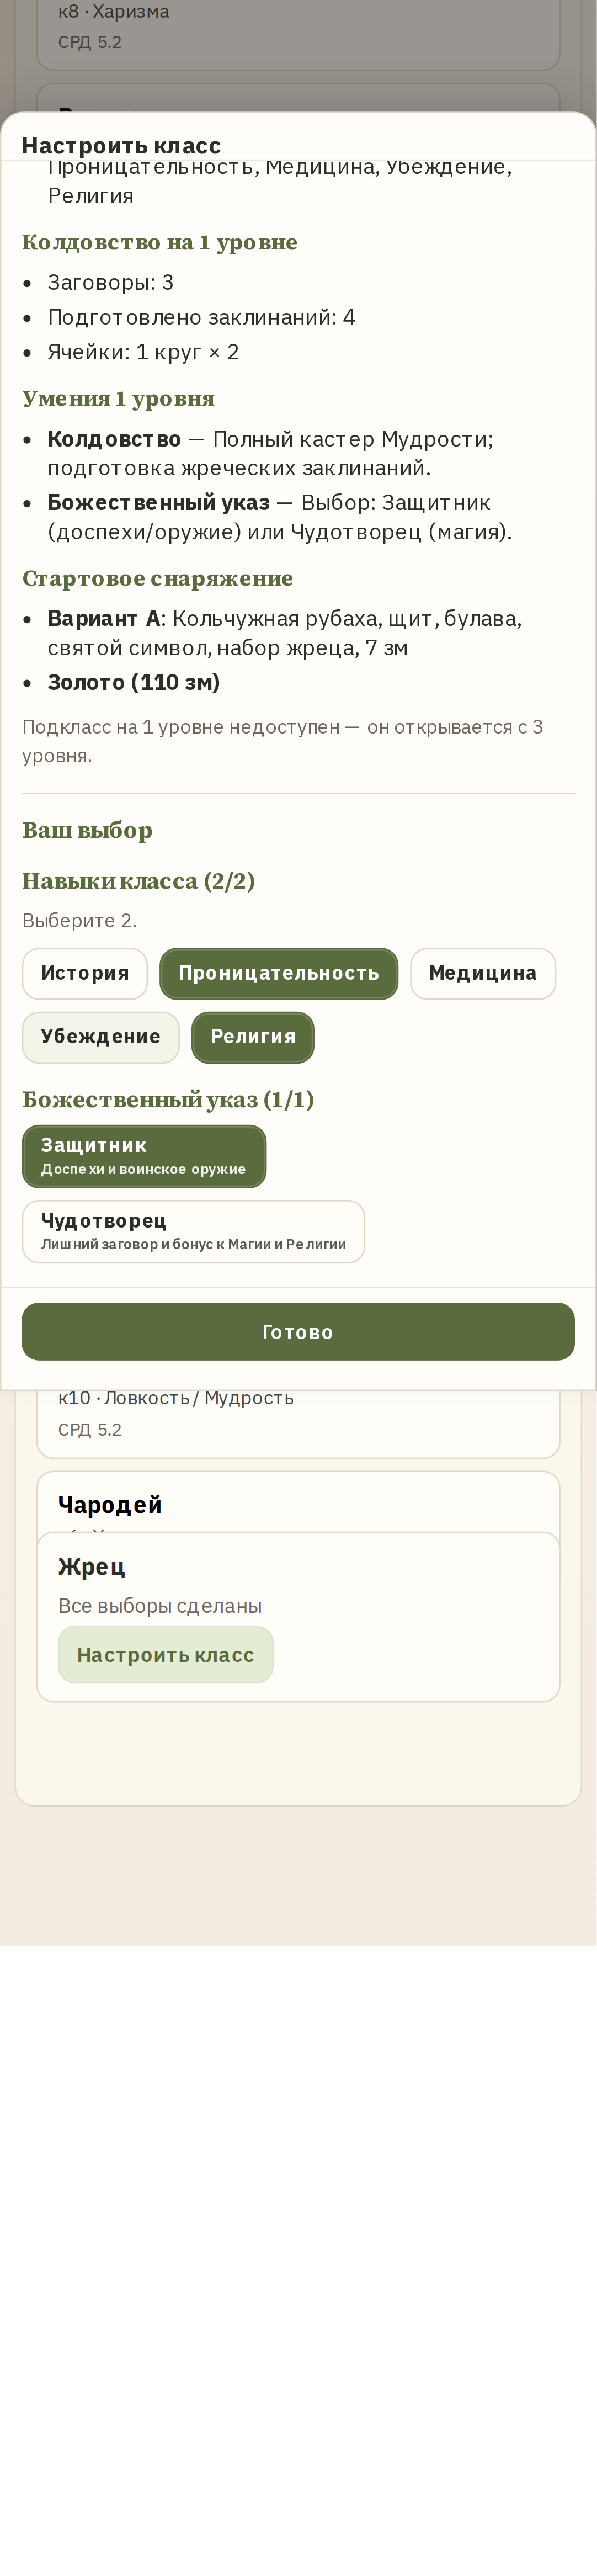 к8 · Харизма
СРД 5.2
Настроить класс
Проницательность, Медицина, Убеждение,
Религия
Колдовство на 1 уровне
• Заговоры: 3
• Подготовлено заклинаний: 4
• Ячейки: 1 круг × 2
Умения 1 уровня
• Колдовство — Полный кастер Мудрости;
подготовка жреческих заклинаний.
• Божественный указ — Выбор: Защитник
(доспехи/оружие) или Чудотворец (магия).
Стартовое снаряжение
• Вариант A: Кольчужная рубаха, щит, булава,
святой символ, набор жреца, 7 зм
• Золото (110 зм)
Подкласс на 1 уровне недоступен — он открывается с 3
уровня.
Ваш выбор
Навыки класса (2/2)
Выберите 2.
История Проницательность Медицина
Убеждение Религия
Божественный указ (1/1)
Защитник
Доспехи и воинское оружие
Чудотворец
Лишний заговор и бонус к Магии и Религии
Готово
к10 · Ловкость / Мудрость
СРД 5.2
Чародей
Жрец
Все выборы сделаны
Настроить класс